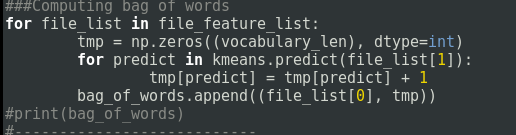 ###Computing bag of words
for file_list in file_feature_list:
        tmp = np.zeros((vocabulary_len), dtype=int)
        for predict in kmeans.predict(file_list[1]):
                tmp[predict] = tmp[predict] + 1
        bag_of_words.append((file_list[0], tmp))
#print(bag_of_words)
#----------------------------